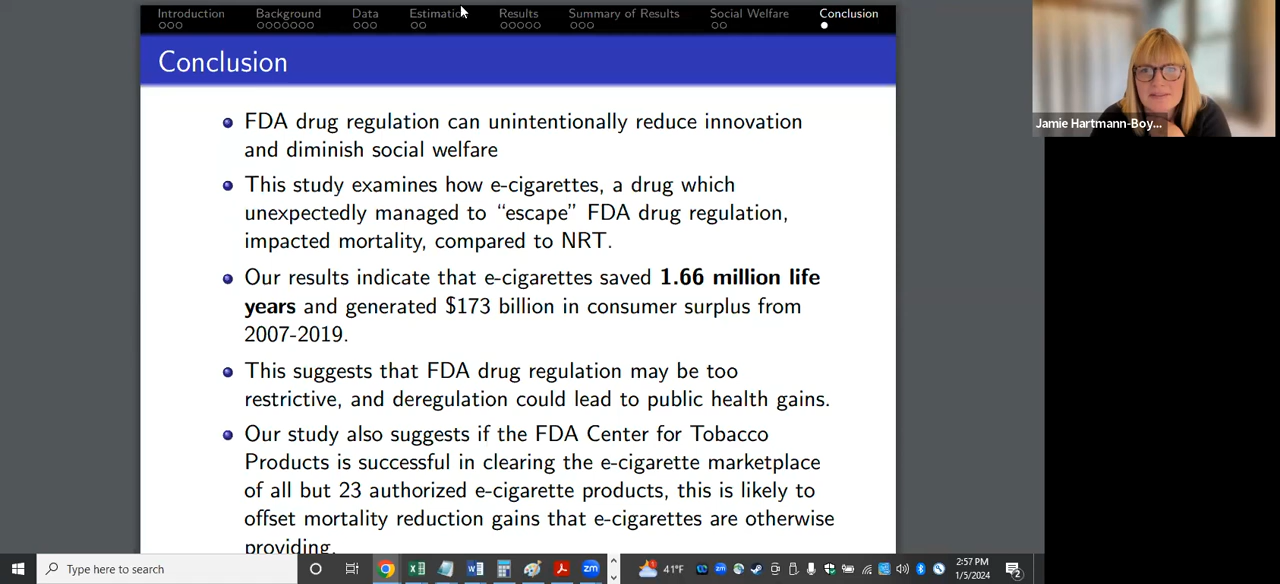 Introduction Background Data Estimation Results Summary of Results Social Welfare Conclusion
Conclusion
FDA drug regulation can unintentionally reduce innovation
and diminish social welfare
This study examines how e-cigarettes, a drug which
unexpectedly managed to “escape” FDA drug regulation,
impacted mortality, compared to NRT.
Our results indicate that e-cigarettes saved 1.66 million life
years and generated $173 billion in consumer surplus from
2007-2019.
This suggests that FDA drug regulation may be too
restrictive, and deregulation could lead to public health gains.
Our study also suggests if the FDA Center for Tobacco
Products is successful in clearing the e-cigarette marketplace
of all but 23 authorized e-cigarette products, this is likely to
offset mortality reduction gains that e-cigarettes are otherwise
providing.
Jamie Hartmann-Boy...
Type here to search
zm
41°F
zm
2:57 PM
1/5/2024
2